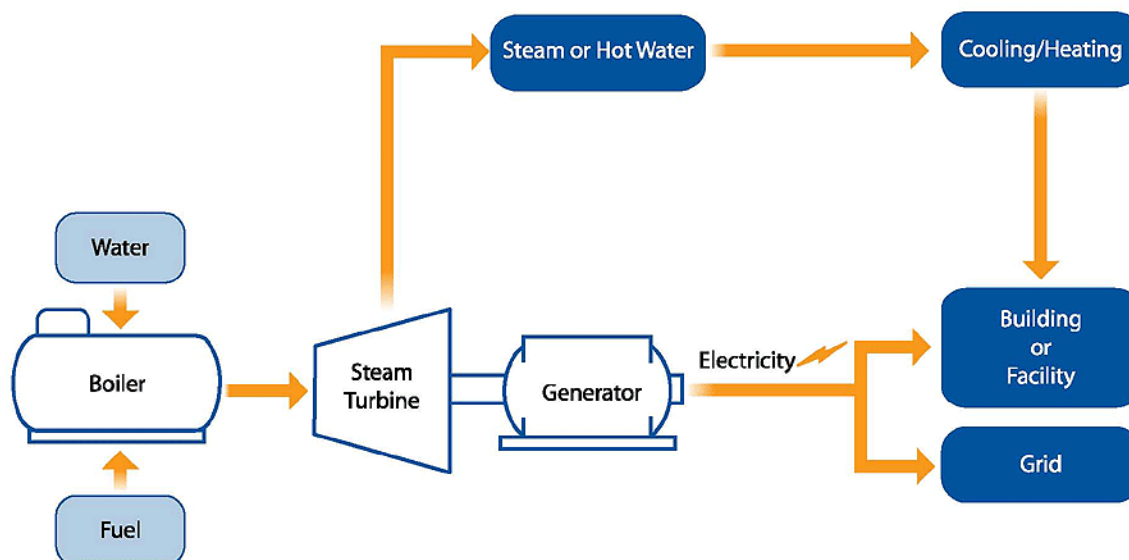 Steam or Hot Water
Cooling/Heating
Water
Boiler
Fuel
Steam
Turbine
Generator
Electricity
Building
or
Facility
Grid